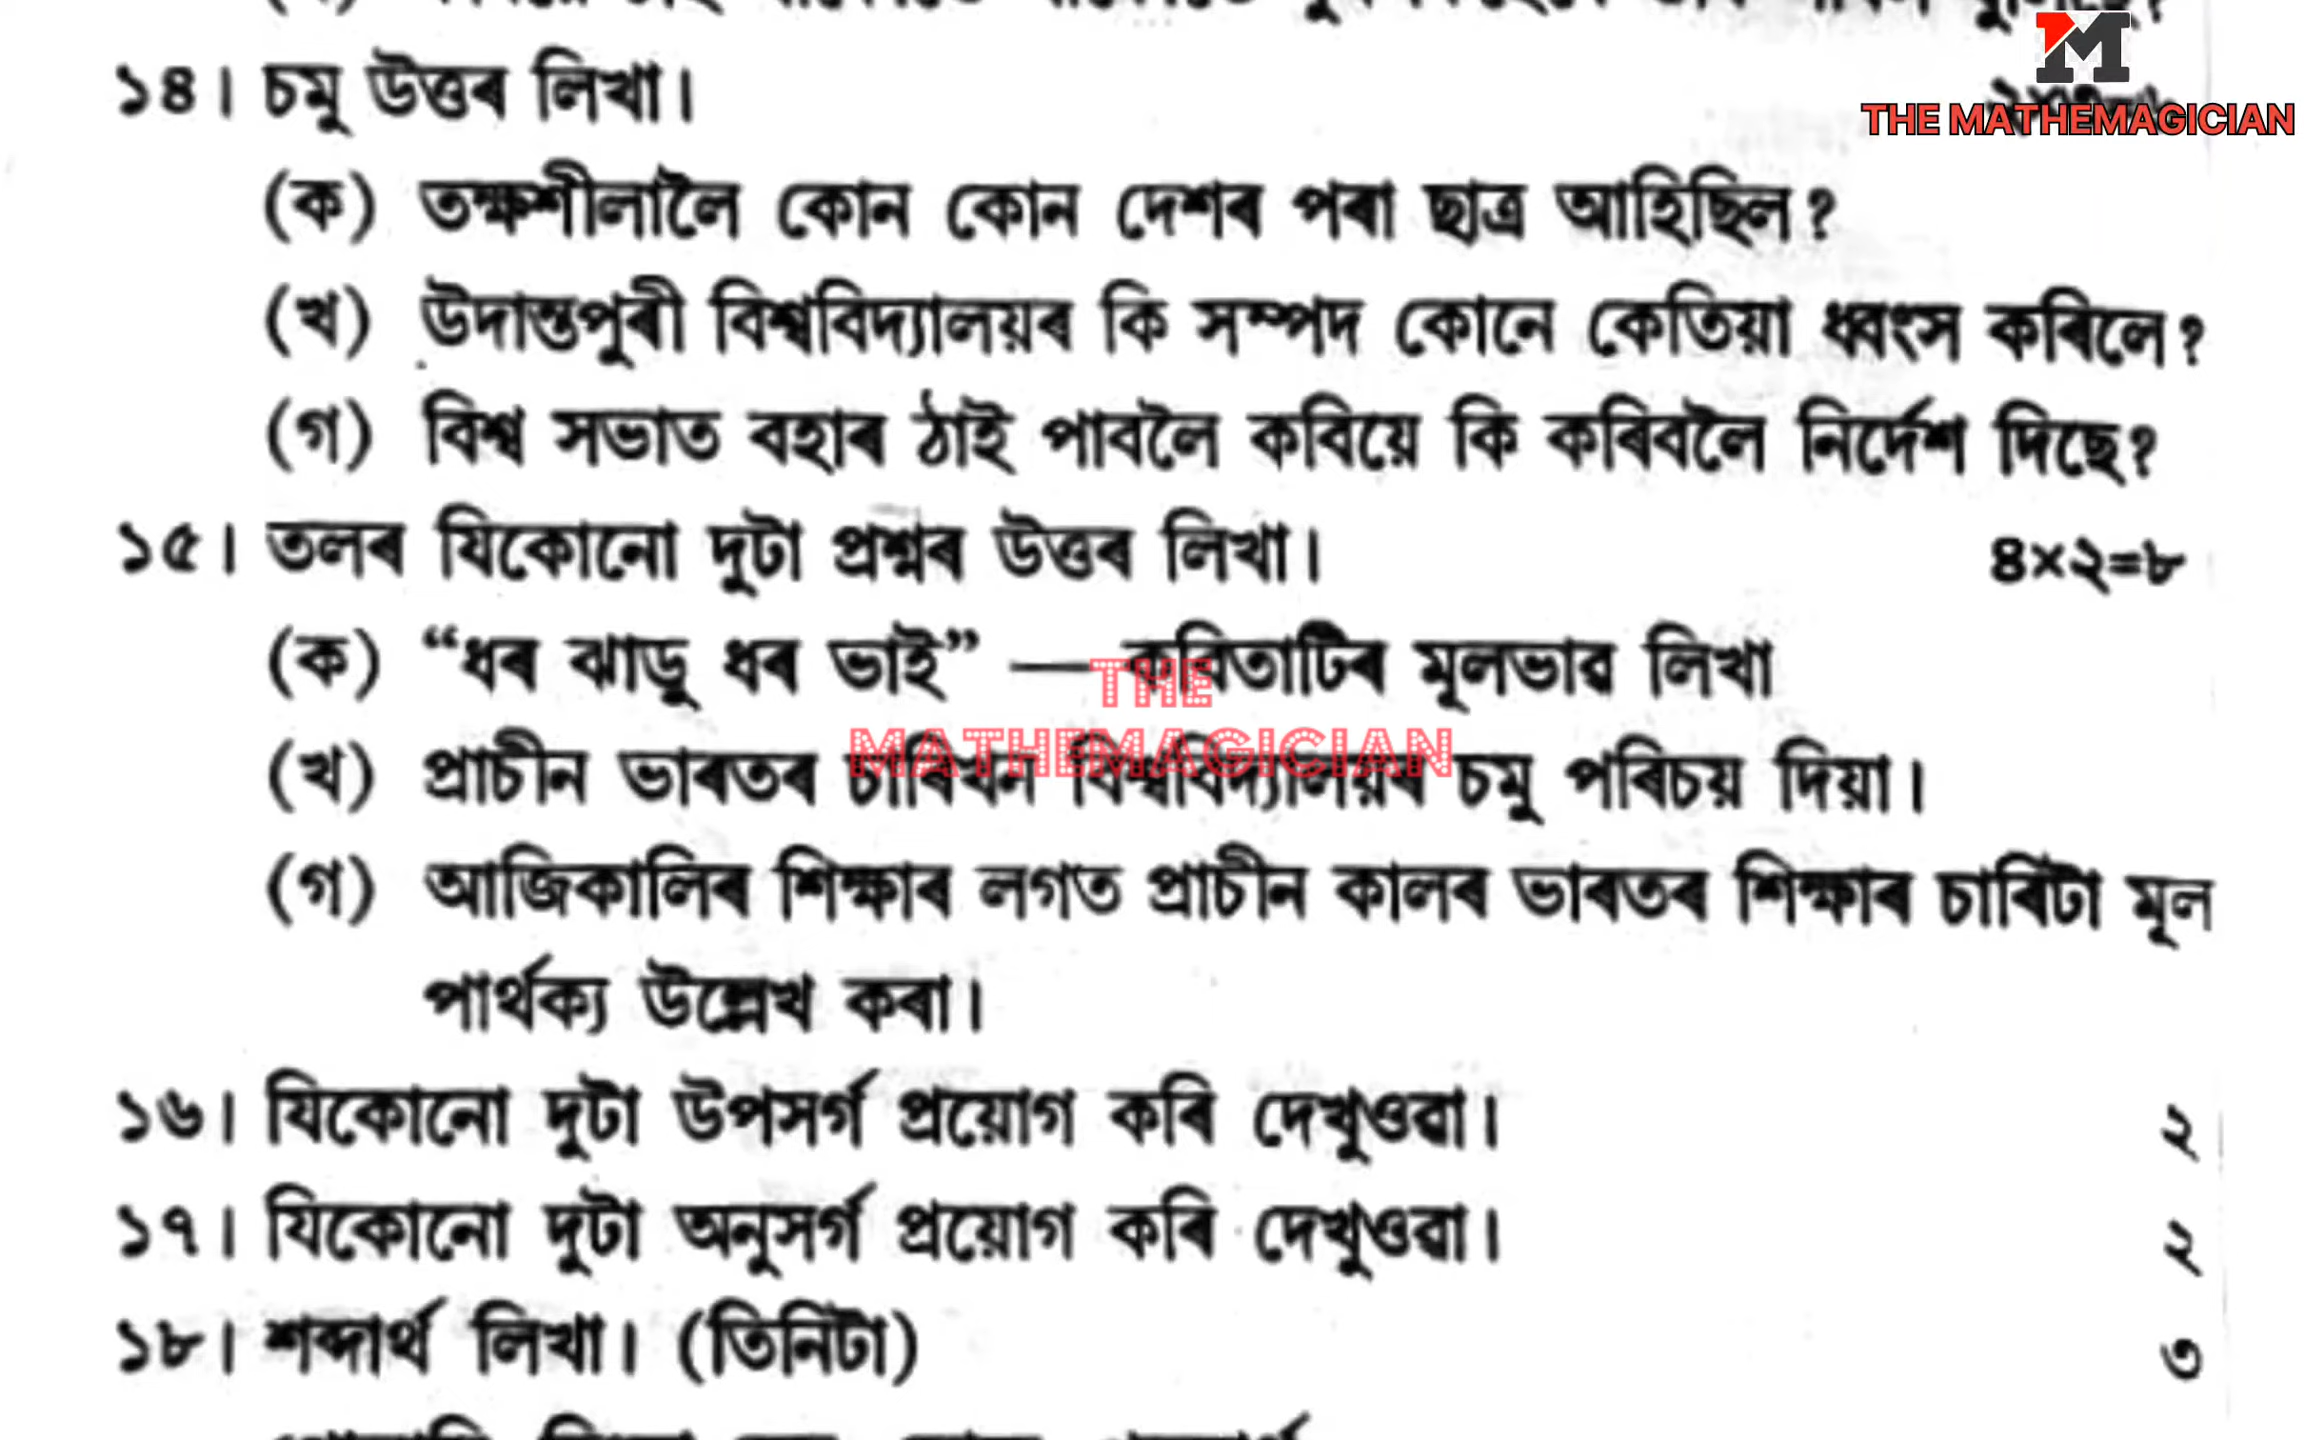 ১৪। চমু উত্তৰ লিখা।
THE MATHEMAGICIAN
(ক) তক্ষশীলালৈ কোন কোন দেশৰ পৰা ছাত্ৰ আহিছিল?
(খ) উদান্তপুৰী বিশ্ববিদ্যালয়ৰ কি সম্পদ কোনে কেতিয়া ধ্বংস কৰিলে?
(গ) বিশ্ব সভাত বহাৰ ঠাই পাবলৈ কবিয়ে কি কৰিবলৈ নিৰ্দেশ দিছে?
১৫। তলৰ যিকোনো দুটা প্ৰশ্নৰ উত্তৰ লিখা। ৪×২=৮
(ক) “ধৰ ঝাড়ু ধৰ ভাই” — কবিতাটিৰ মূলভাৱ লিখা
THE
MATHEMAGICIAN
(খ) প্ৰাচীন ভাৰতৰ চাৰিখন বিশ্ববিদ্যালয়ৰ চমু পৰিচয় দিয়া।
(গ) আজিকালিৰ শিক্ষাৰ লগত প্ৰাচীন কালৰ ভাৰতৰ শিক্ষাৰ চাৰিটা মূল
পাৰ্থক্য উল্লেখ কৰা।
১৬। যিকোনো দুটা উপসৰ্গ প্ৰয়োগ কৰি দেখুওৱা। ২
১৭। যিকোনো দুটা অনুসৰ্গ প্ৰয়োগ কৰি দেখুওৱা। ২
১৮। শব্দাৰ্থ লিখা। (তিনিটা) ৩